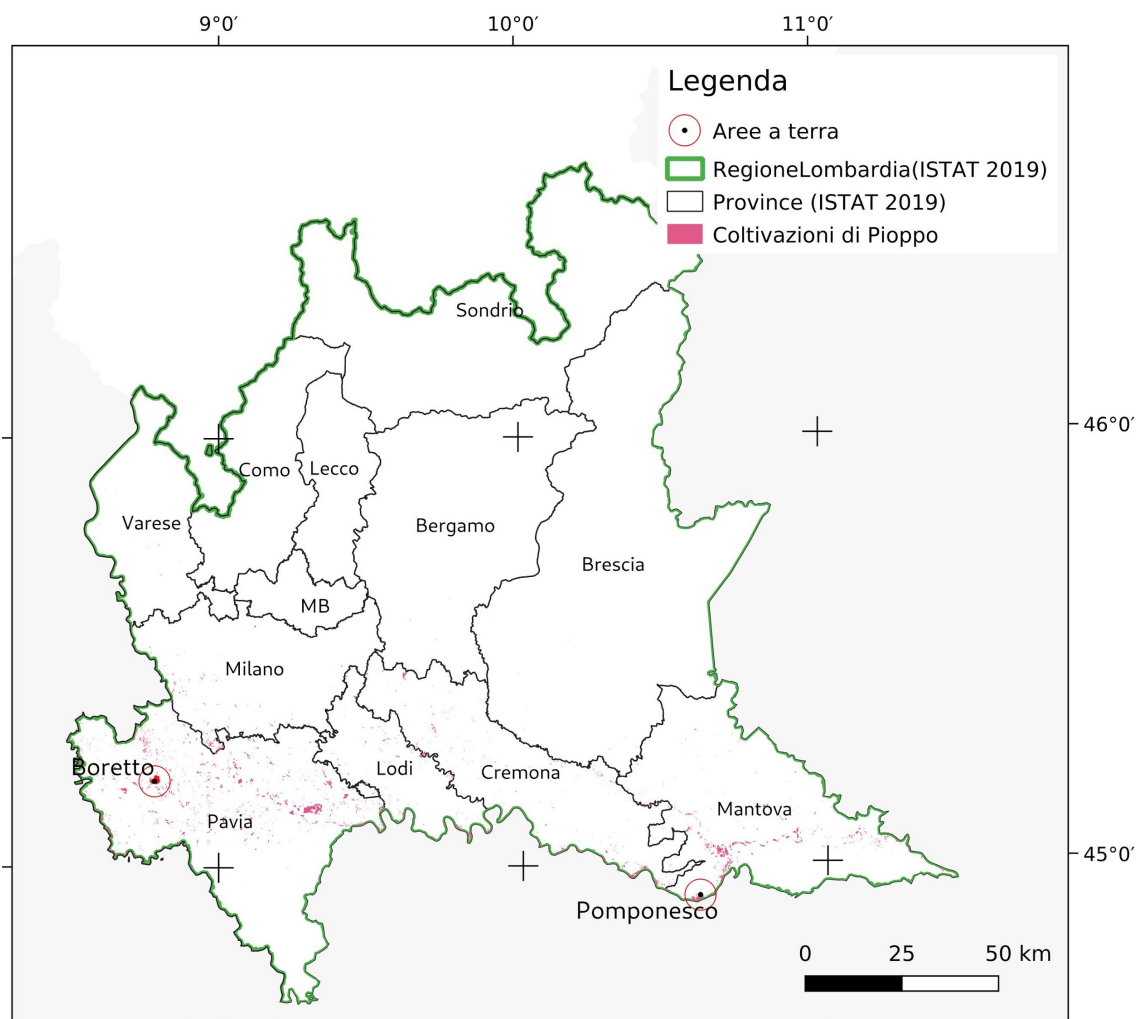 9°0′ 10°0′ 11°0′
Legenda
Aree a terra
RegioneLombardia(ISTAT 2019)
Province (ISTAT 2019)
Coltivazioni di Pioppo
Sondrio
46°0′
Como
Lecco
Varese
Bergamo
Brescia
MB
Milano
Boretto
Lodi
Cremona
Pavia
Mantova
45°0′
Pomponesco
0 25 50 km